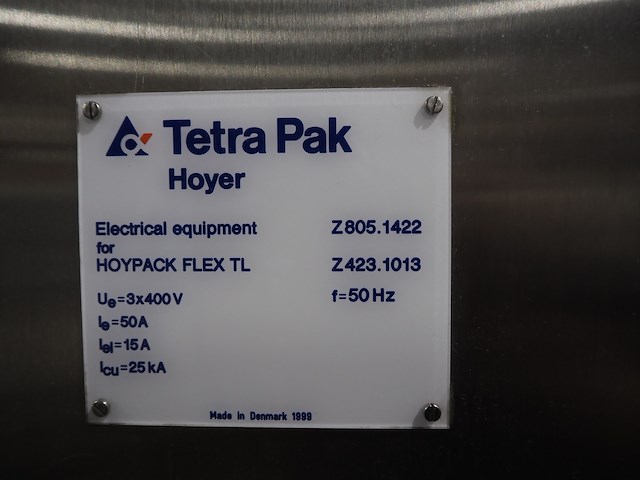 Tetra Pak
Hoyer
Electrical equipment Z805.1422
for
HOYPACK FLEX TL Z423.1013
Ue=3x400V f=50Hz
Ie=50A
Iel=15A
Icu=25kA
Made in Denmark 1999